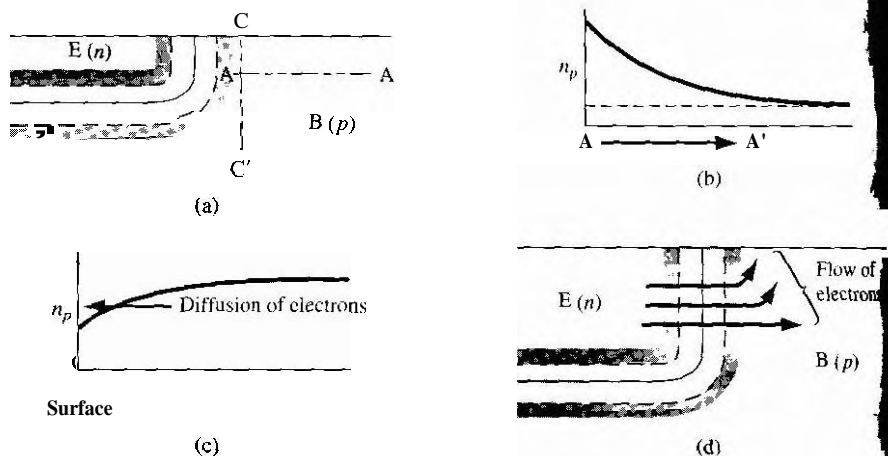 C
E (n)
A
A
B (p)
C'
(a)
n_p
A
A'
(b)
n_p
Diffusion of electrons
Surface
(c)
Flow of
electrons
E (n)
B (p)
(d)